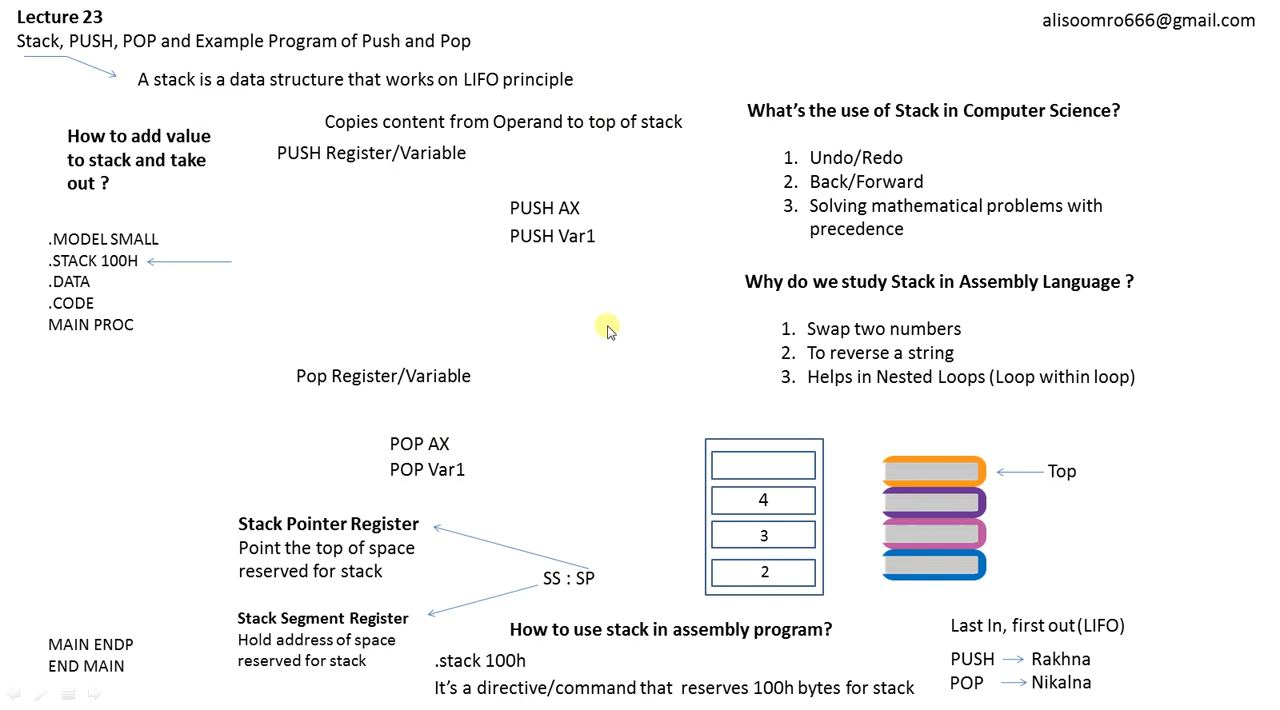 Lecture 23
alisoomro666@gmail.com
Stack, PUSH, POP and Example Program of Push and Pop
A stack is a data structure that works on LIFO principle
How to add value
to stack and take
out ?
Copies content from Operand to top of stack
PUSH Register/Variable
PUSH AX
PUSH Var1
What's the use of Stack in Computer Science?
1. Undo/Redo
2. Back/Forward
3. Solving mathematical problems with
precedence
.MODEL SMALL
.STACK 100H
.DATA
.CODE
MAIN PROC
Why do we study Stack in Assembly Language ?
1. Swap two numbers
2. To reverse a string
3. Helps in Nested Loops (Loop within loop)
Pop Register/Variable
POP AX
POP Var1
4
3
2
Top
Stack Pointer Register
Point the top of space
reserved for stack
SS : SP
Stack Segment Register
Hold address of space
reserved for stack
MAIN ENDP
END MAIN
How to use stack in assembly program?
.stack 100h
It's a directive/command that reserves 100h bytes for stack
Last In, first out(LIFO)
PUSH Rakhna
POP Nikalna